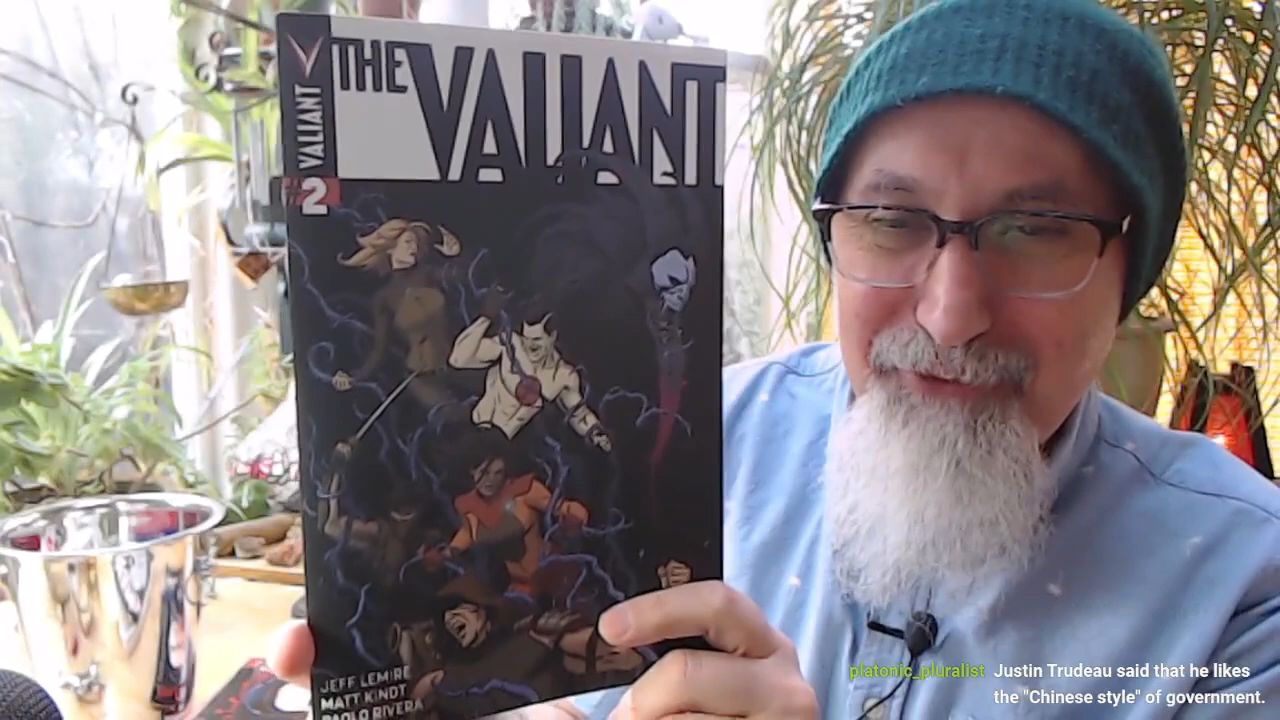 THE VALIANT
VALIANT
#2
JEFF LEMIRE
MATT KINDT
PAOLO RIVERA
platonic_pluralist Justin Trudeau said that he likes
the "Chinese style" of government.